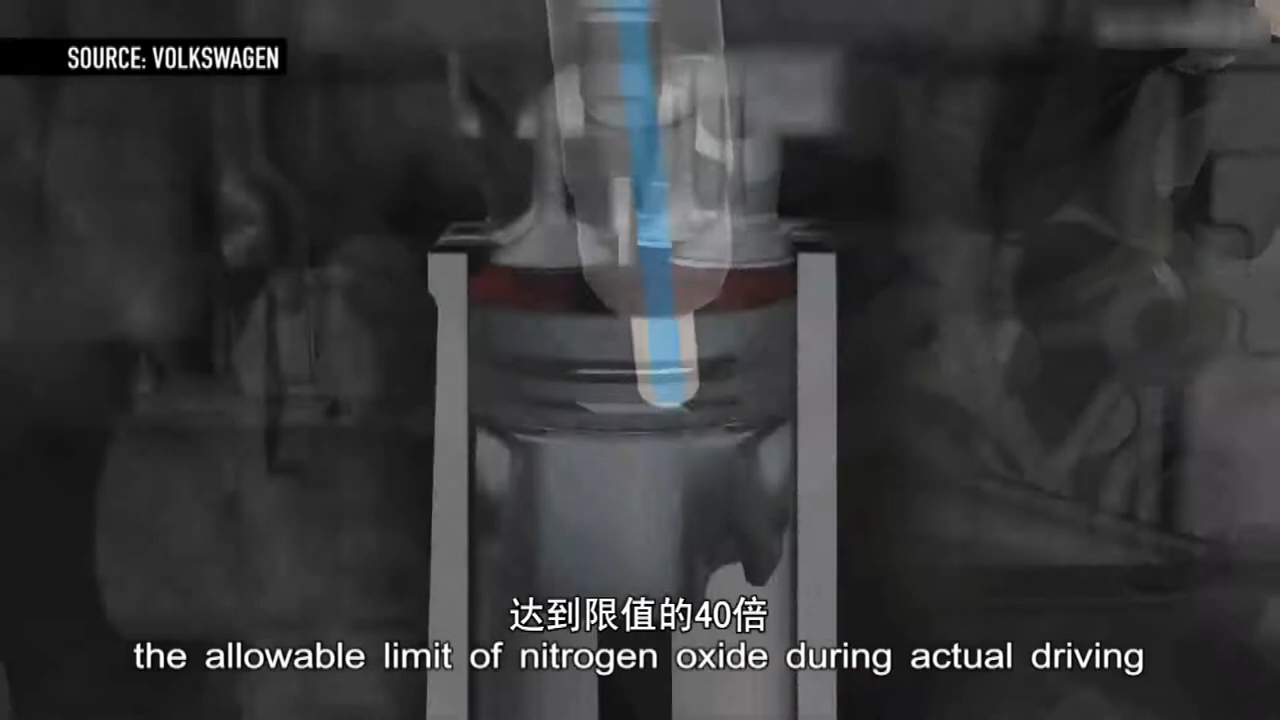 SOURCE: VOLKSWAGEN
达到限值的40倍
the allowable limit of nitrogen oxide during actual driving